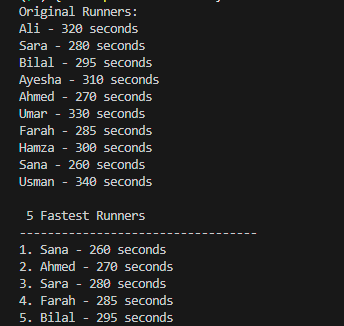 Original Runners:
Ali - 320 seconds
Sara - 280 seconds
Bilal - 295 seconds
Ayesha - 310 seconds
Ahmed - 270 seconds
Umar - 330 seconds
Farah - 285 seconds
Hamza - 300 seconds
Sana - 260 seconds
Usman - 340 seconds
5 Fastest Runners
----------------------------------
1. Sana - 260 seconds
2. Ahmed - 270 seconds
3. Sara - 280 seconds
4. Farah - 285 seconds
5. Bilal - 295 seconds